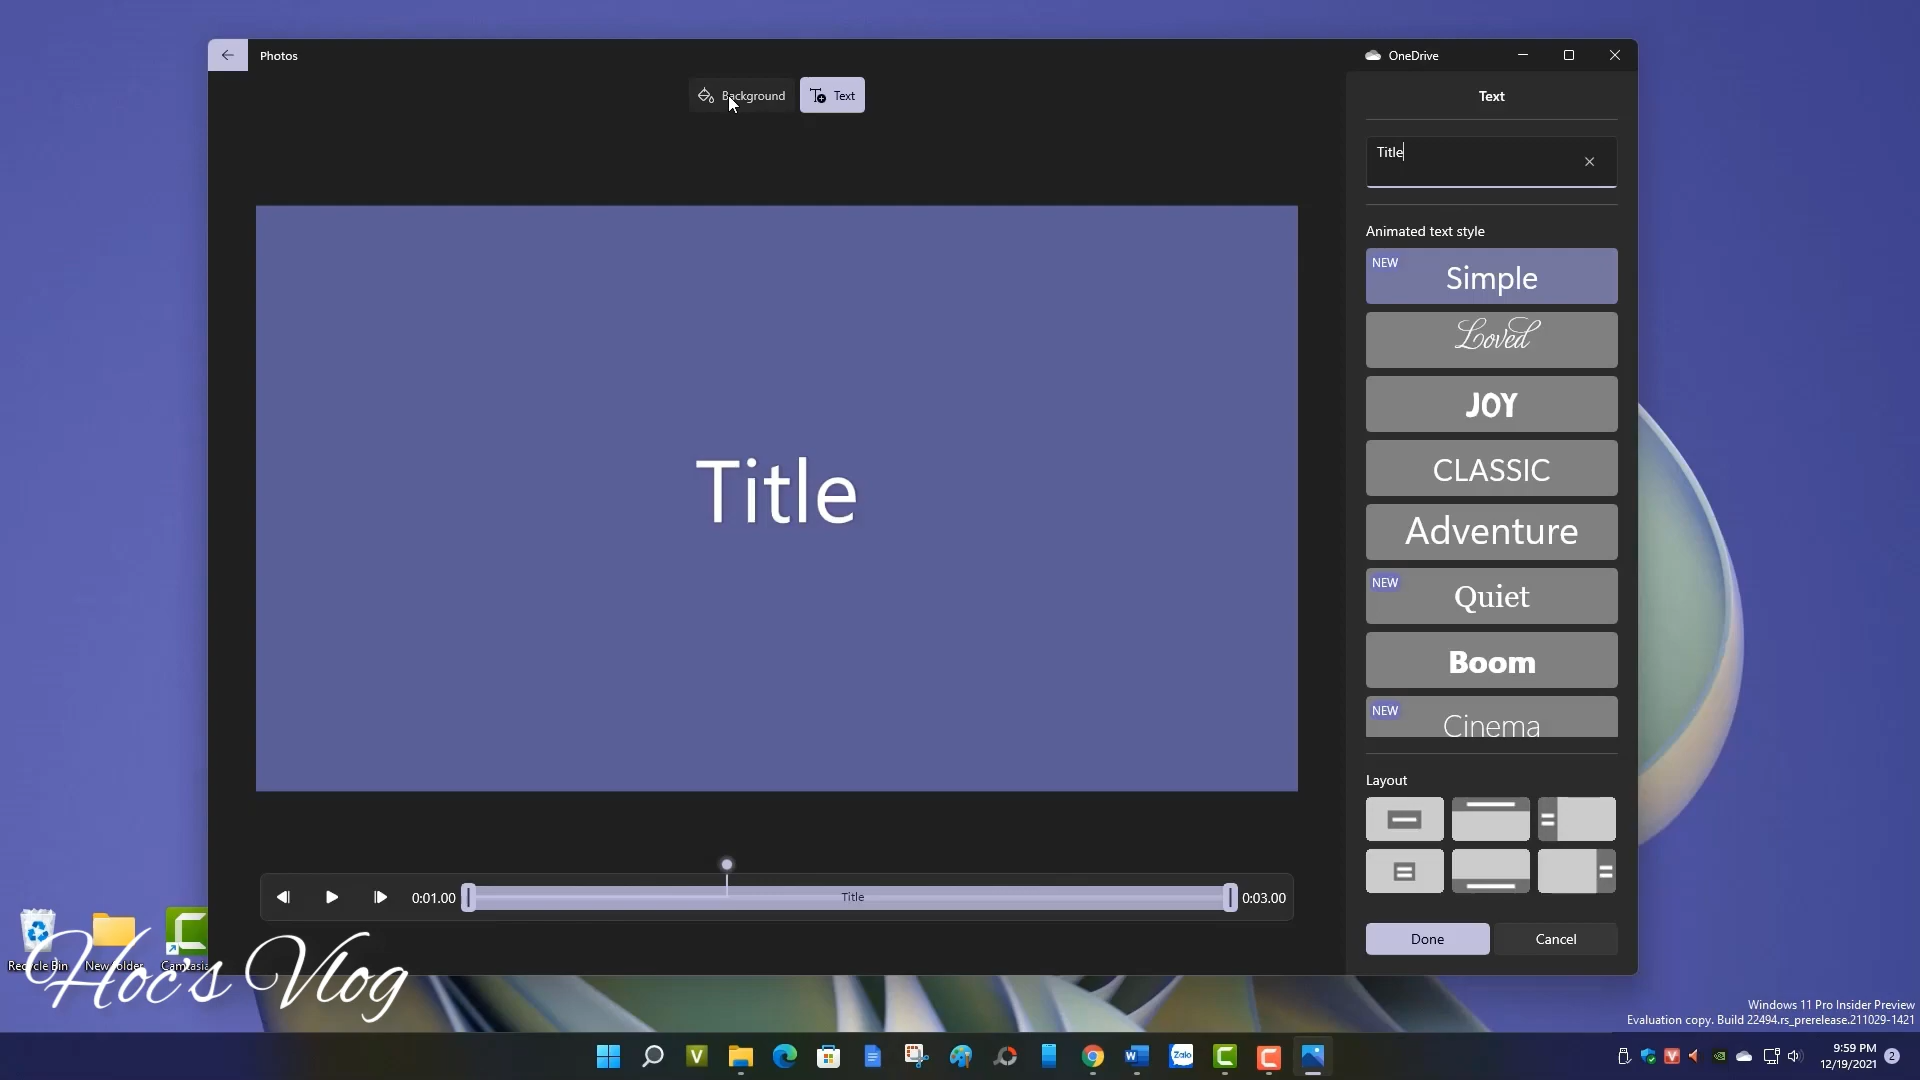 Photos
OneDrive
Background
Text
Text
Title
Animated text style
NEW
Simple
Loved
JOY
CLASSIC
Adventure
NEW
Quiet
Boom
NEW
Cinema
Title
Layout
0:01.00
Title
0:03.00
Done
Cancel
Recycle Bin
New folder
Camtasia
Hoc's Vlog
Windows 11 Pro Insider Preview
Evaluation copy. Build 22494.rs_prerelease.211029-1421
V
Zalo
9:59 PM
12/19/2021
2